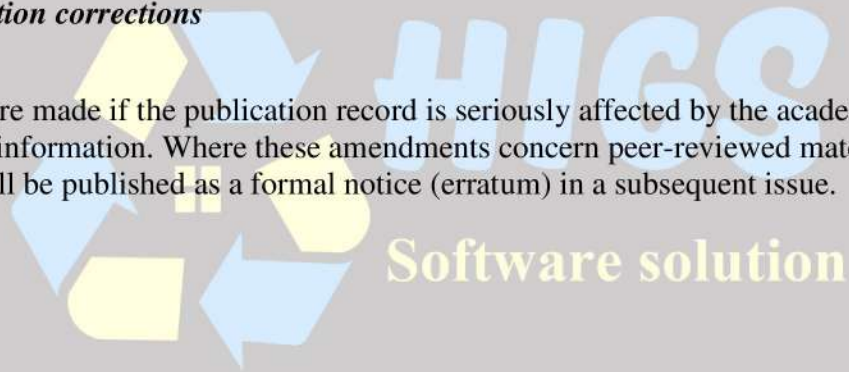 tion corrections
HIGS
re made if the publication record is seriously affected by the acade
information. Where these amendments concern peer-reviewed mate
ll be published as a formal notice (erratum) in a subsequent issue.
Software solution